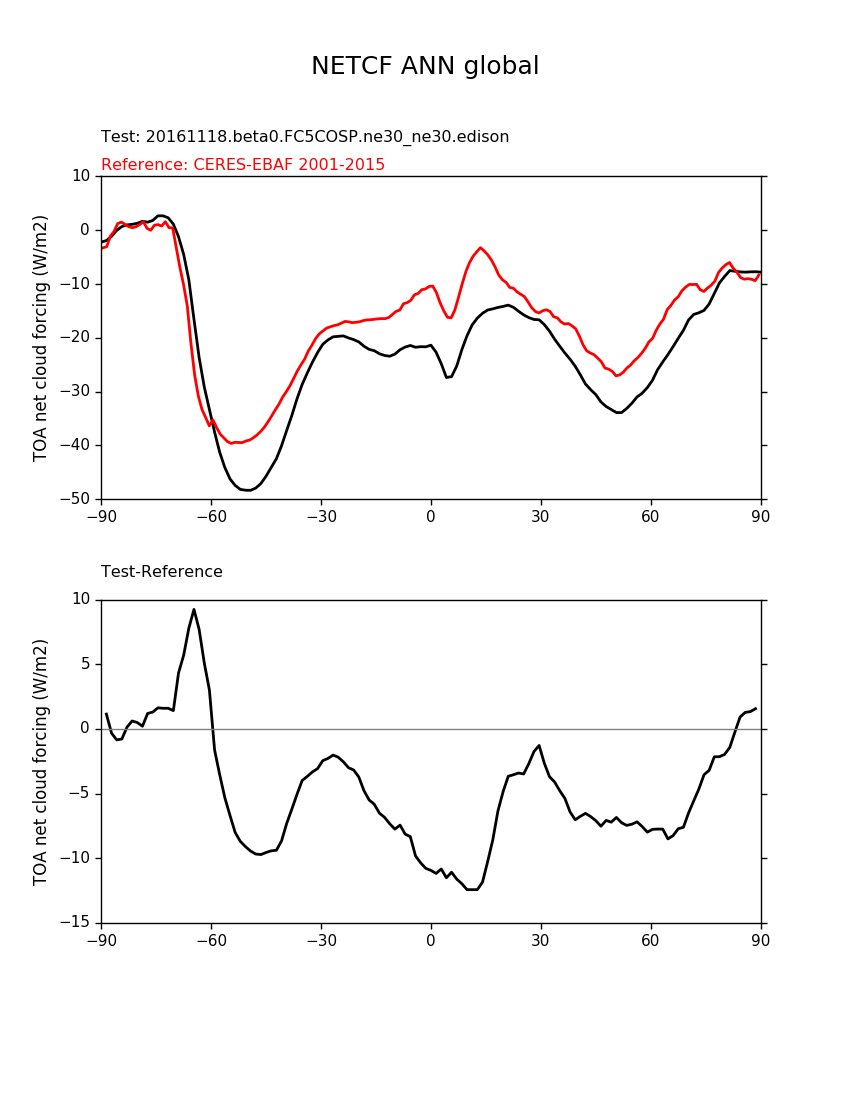 NETCF ANN global
Test: 20161118.beta0.FC5COSP.ne30_ne30.edison
Reference: CERES-EBAF 2001-2015
TOA net cloud forcing (W/m2)
10
0
−10
−20
−30
−40
−50
−90 −60 −30 0 30 60 90
Test-Reference
TOA net cloud forcing (W/m2)
10
5
0
−5
−10
−15
−90 −60 −30 0 30 60 90